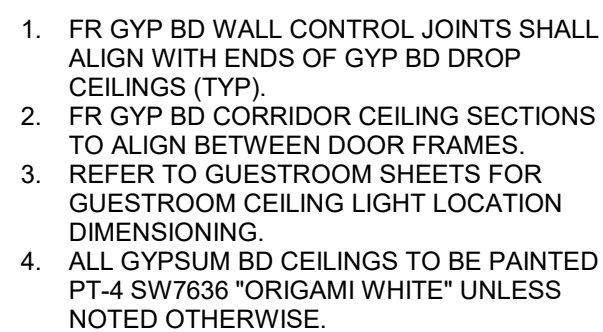 1. FR GYP BD WALL CONTROL JOINTS SHALL
ALIGN WITH ENDS OF GYP BD DROP
CEILINGS (TYP).
2. FR GYP BD CORRIDOR CEILING SECTIONS
TO ALIGN BETWEEN DOOR FRAMES.
3. REFER TO GUESTROOM SHEETS FOR
GUESTROOM CEILING LIGHT LOCATION
DIMENSIONING.
4. ALL GYPSUM BD CEILINGS TO BE PAINTED
PT-4 SW7636 "ORIGAMI WHITE" UNLESS
NOTED OTHERWISE.